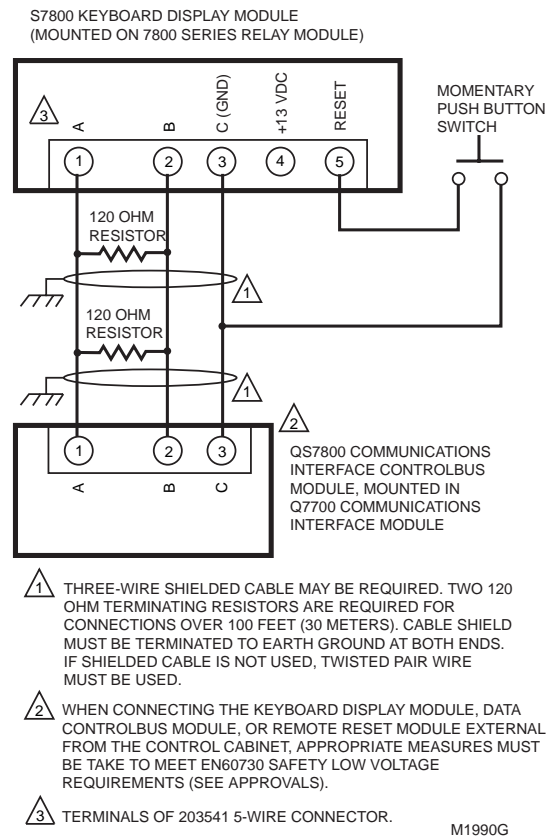 S7800 KEYBOARD DISPLAY MODULE
(MOUNTED ON 7800 SERIES RELAY MODULE)
MOMENTARY
PUSH BUTTON
SWITCH
3
A
B
C (GND)
+13 VDC
RESET
1
2
3
4
5
120 OHM
RESISTOR
1
120 OHM
RESISTOR
1
2
1
2
3
A
B
C
QS7800 COMMUNICATIONS
INTERFACE CONTROLBUS
MODULE, MOUNTED IN
Q7700 COMMUNICATIONS
INTERFACE MODULE
1 THREE-WIRE SHIELDED CABLE MAY BE REQUIRED. TWO 120
OHM TERMINATING RESISTORS ARE REQUIRED FOR
CONNECTIONS OVER 100 FEET (30 METERS). CABLE SHIELD
MUST BE TERMINATED TO EARTH GROUND AT BOTH ENDS.
IF SHIELDED CABLE IS NOT USED, TWISTED PAIR WIRE
MUST BE USED.
2 WHEN CONNECTING THE KEYBOARD DISPLAY MODULE, DATA
CONTROLBUS MODULE, OR REMOTE RESET MODULE EXTERNAL
FROM THE CONTROL CABINET, APPROPRIATE MEASURES MUST
BE TAKE TO MEET EN60730 SAFETY LOW VOLTAGE
REQUIREMENTS (SEE APPROVALS).
3 TERMINALS OF 203541 5-WIRE CONNECTOR.
M1990G